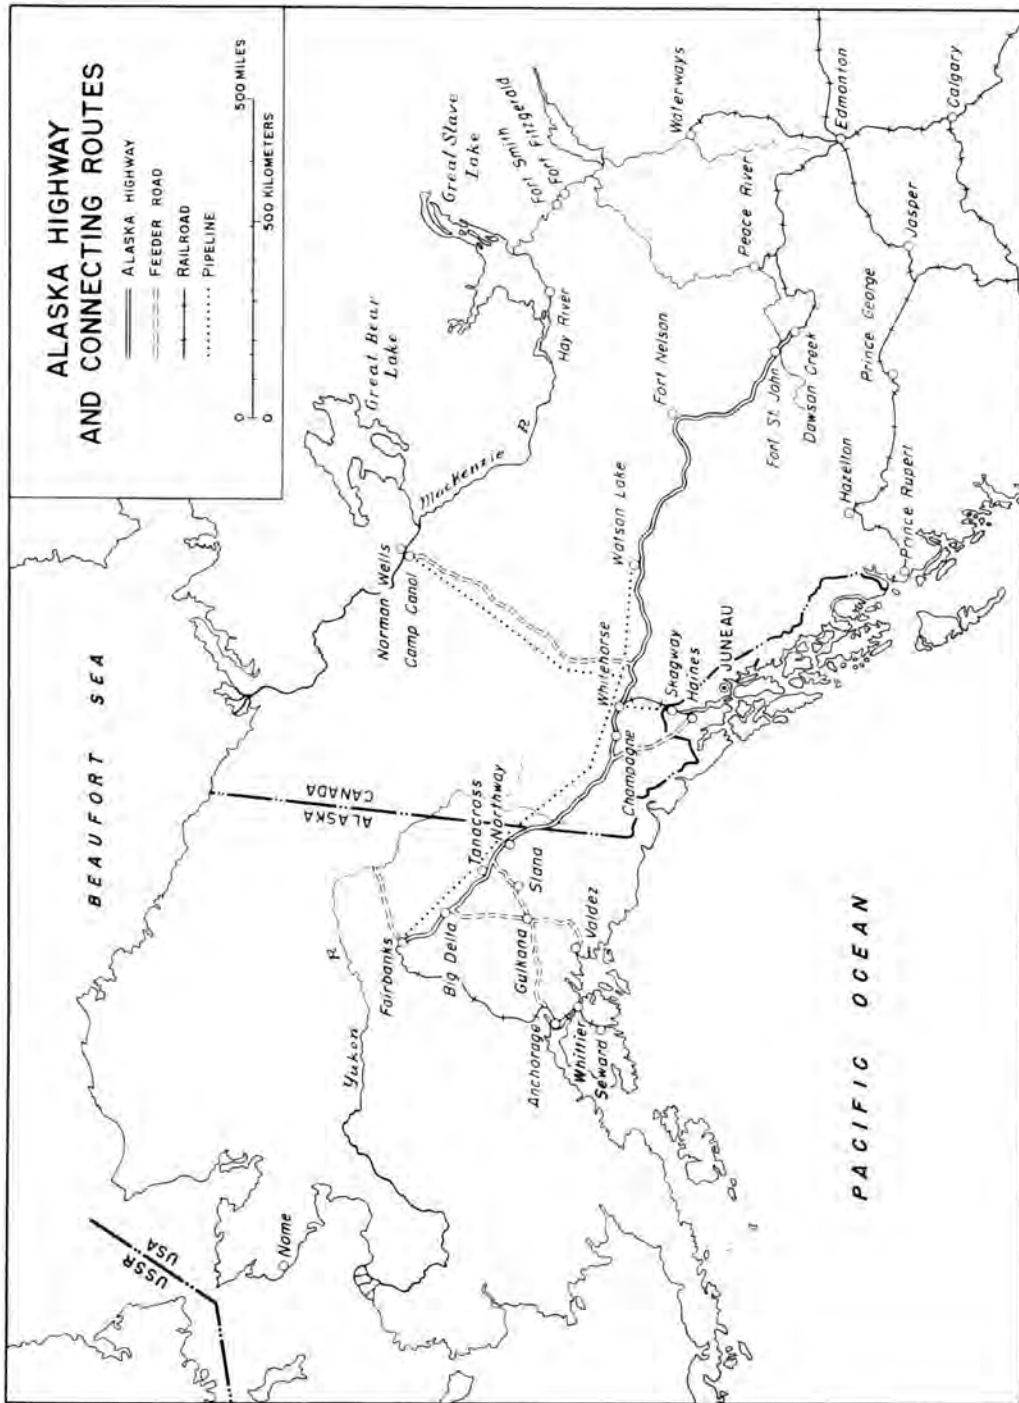 ALASKA HIGHWAY
AND CONNECTING ROUTES
ALASKA HIGHWAY
FEEDER ROAD
RAILROAD
PIPELINE
0 500 MILES
0 500 KILOMETERS
BEAUFORT SEA
USSR
USA
Nome
Yukon R
ALASKA
CANADA
Fairbanks
Big Della
Tanacross
Northway
Slana
Gulkana
Valdez
Anchorage
Whittier
Seward
Norman Wells
Camp Canol
Great Bear
Lake
Mackenzie R
Great Slave
Lake
Hay River
Fort Smith
Fort Fitzgerald
Waterways
Peace River
Edmonton
Calgary
Jasper
Prince George
Hazelton
Prince Rupert
Fort Nelson
Fort St. John
Dawson Creek
Watson Lake
Whitehorse
Champagne
Skagway
Haines
JUNEAU
PACIFIC OCEAN